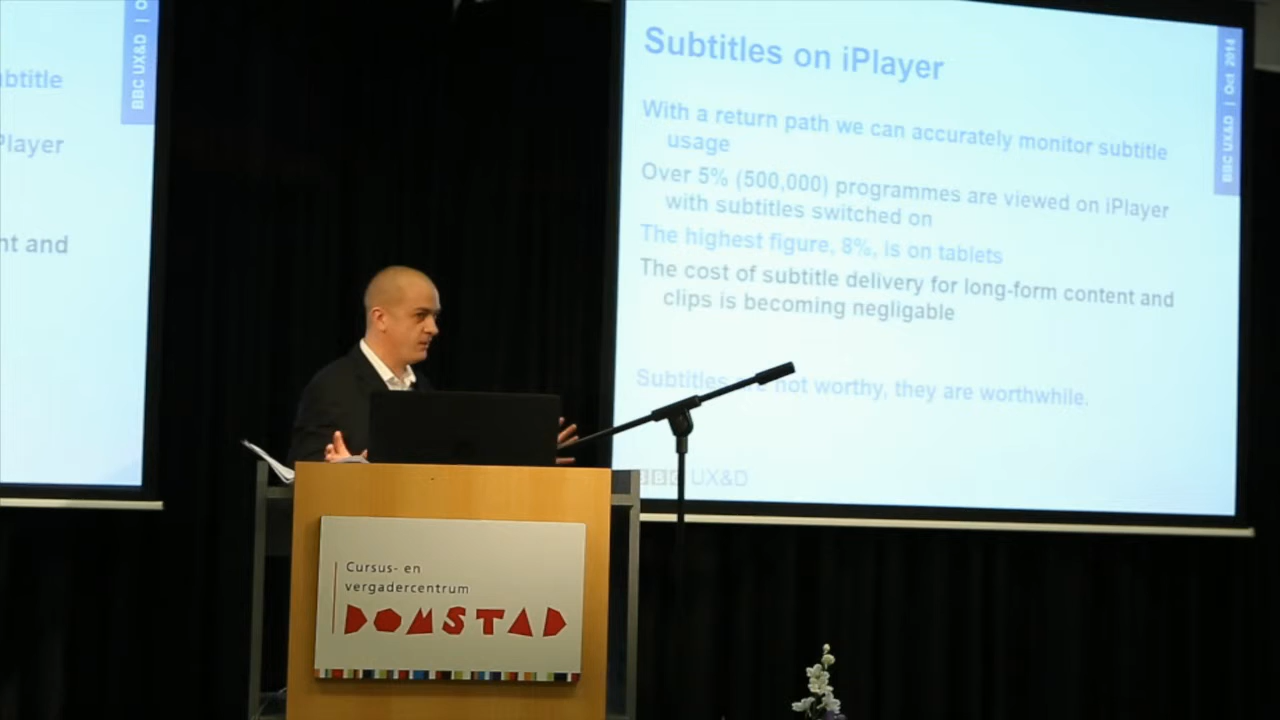 btitle
Player
nt and
BBC UX&D | O
Subtitles on iPlayer
With a return path we can accurately monitor subtitle
usage
Over 5% (500,000) programmes are viewed on iPlayer
with subtitles switched on
The highest figure, 8%, is on tablets
The cost of subtitle delivery for long-form content and
clips is becoming negligable
Subtitles are not worthy, they are worthwhile.
BBC UX&D
BBC UX&D | Oct 2014
Cursus- en
vergadercentrum
DOMSTAD